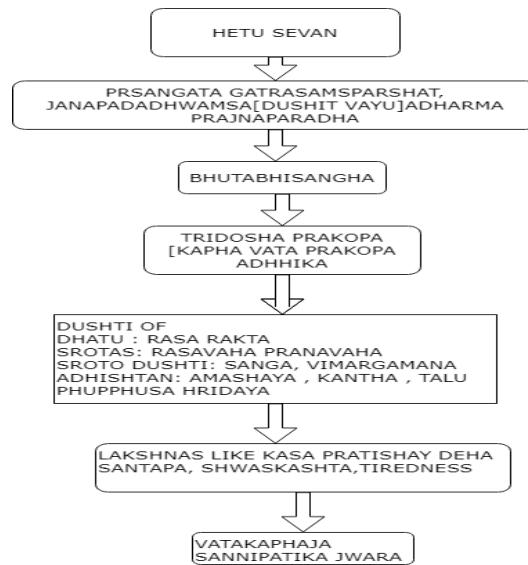 HETU SEVAN
PRSANGATA GATRASAMSPARSHAT,
JANAPADADHWAMSA[DUSHIT VAYU]ADHARMA
PRAJNAPARADHA
BHUTABHISANGHA
TRIDOSHA PRAKOPA
[KAPHA VATA PRAKOPA
ADHHIKA
DUSHTI OF
DHATU : RASA RAKTA
SROTAS: RASAVAHA PRANAVAHA
SROTO DUSHTI: SANGA, VIMARGAMANA
ADHISHTAN: AMASHAYA , KANTHA , TALU
PHUPPHUSA HRIDAYA
LAKSHNAS LIKE KASA PRATISHAY DEHA
SANTAPA, SHWASKASHTA,TIREDNESS
VATAKAPHAJA
SANNIPATIKA JWARA